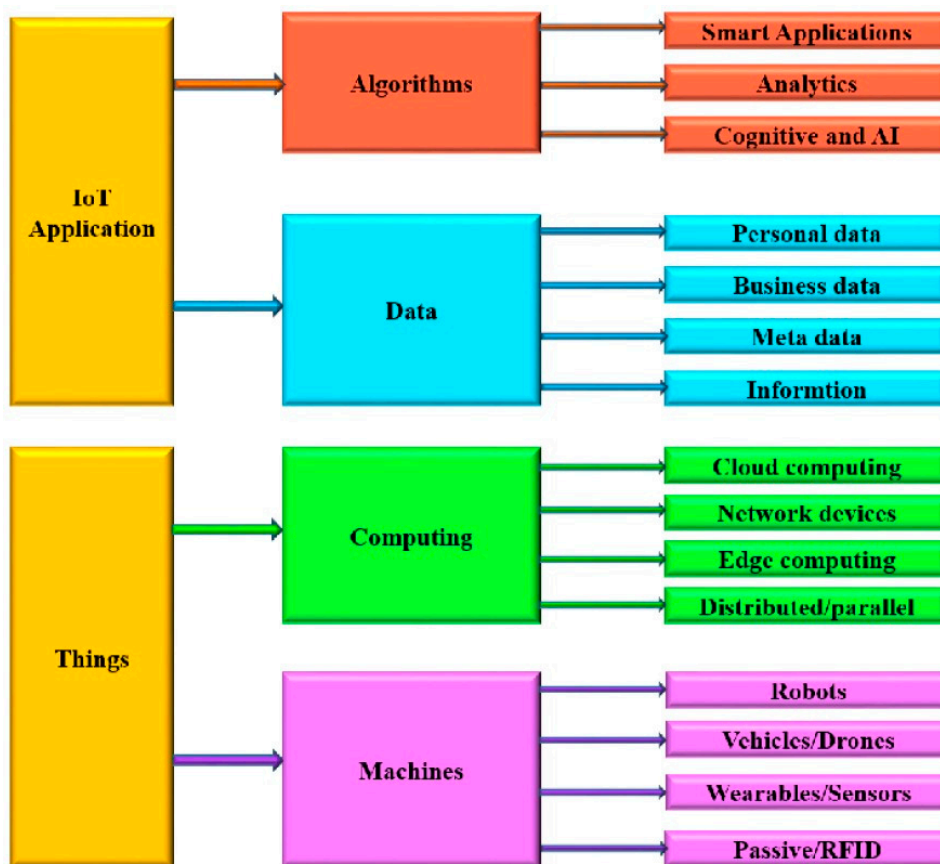 IoT
Application
Algorithms
Smart Applications
Analytics
Cognitive and AI
Data
Personal data
Business data
Meta data
Informtion
Things
Computing
Cloud computing
Network devices
Edge computing
Distributed/parallel
Machines
Robots
Vehicles/Drones
Wearables/Sensors
Passive/RFID